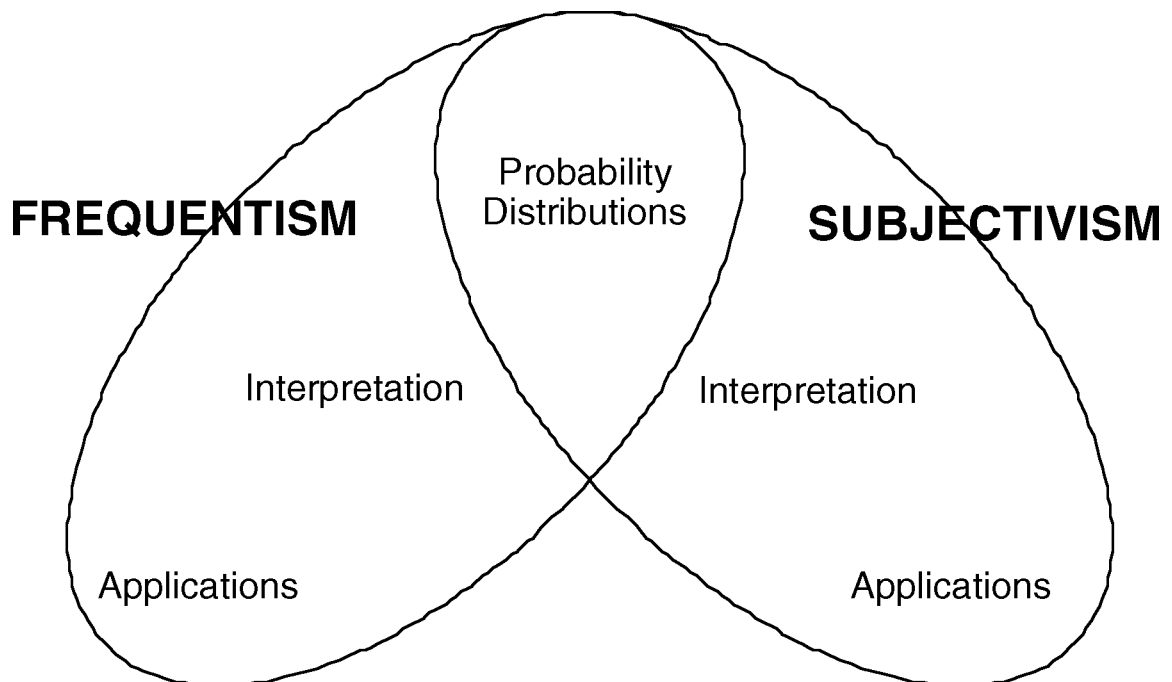 Probability
Distributions
FREQUENTISM
SUBJECTIVISM
Interpretation
Interpretation
Applications
Applications